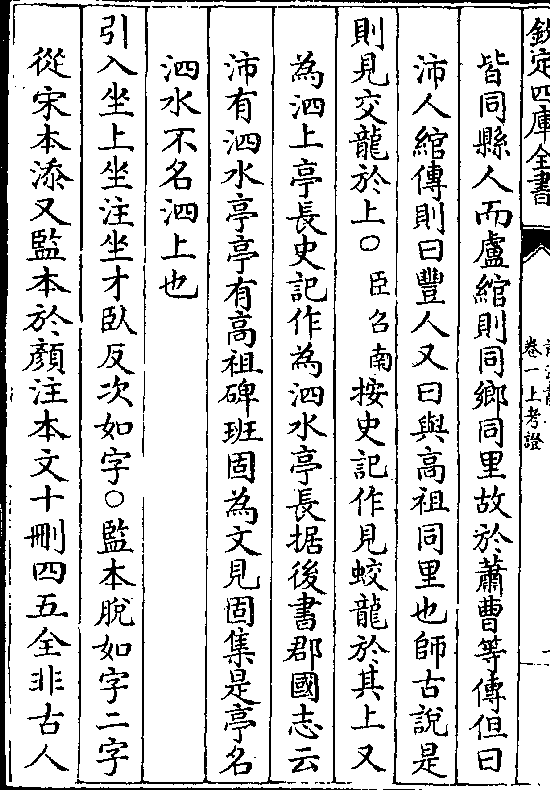 欽定四庫全書
卷一上考證
皆同縣人而盧綰則同鄉同里故於蕭曹等傳但曰
沛人綰傳則曰豐人又曰與高祖同里也師古說是
則見交龍於上○臣召南按史記作見蛟龍於其上又
為泗上亭長史記作為泗水亭長据後書郡國志云
沛有泗水亭亭有高祖碑班固為文見固集是亭名
泗水不名泗上也
引入坐上坐注坐才臥反次如字○監本脫如字二字
從宋本添又監本於顏注本文十刪四五全非古人